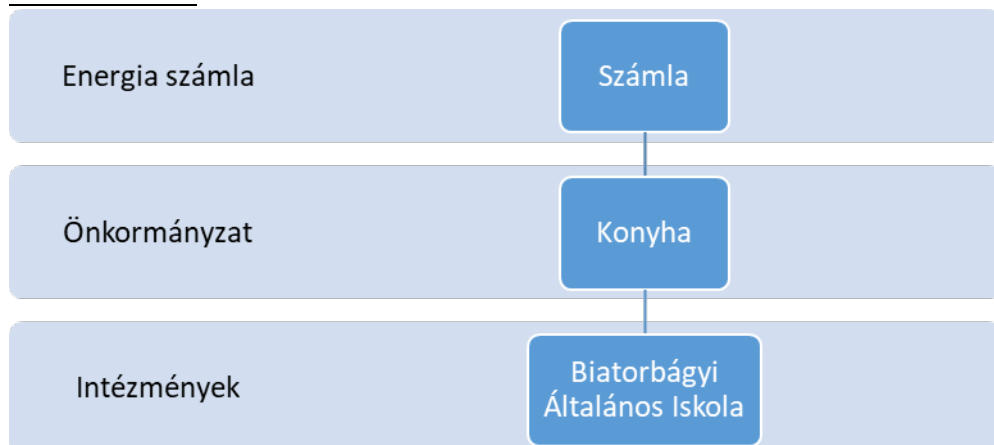 Energia számla
Számla
Önkormányzat
Konyha
Intézmények
Biatorbágyi
Általános Iskola